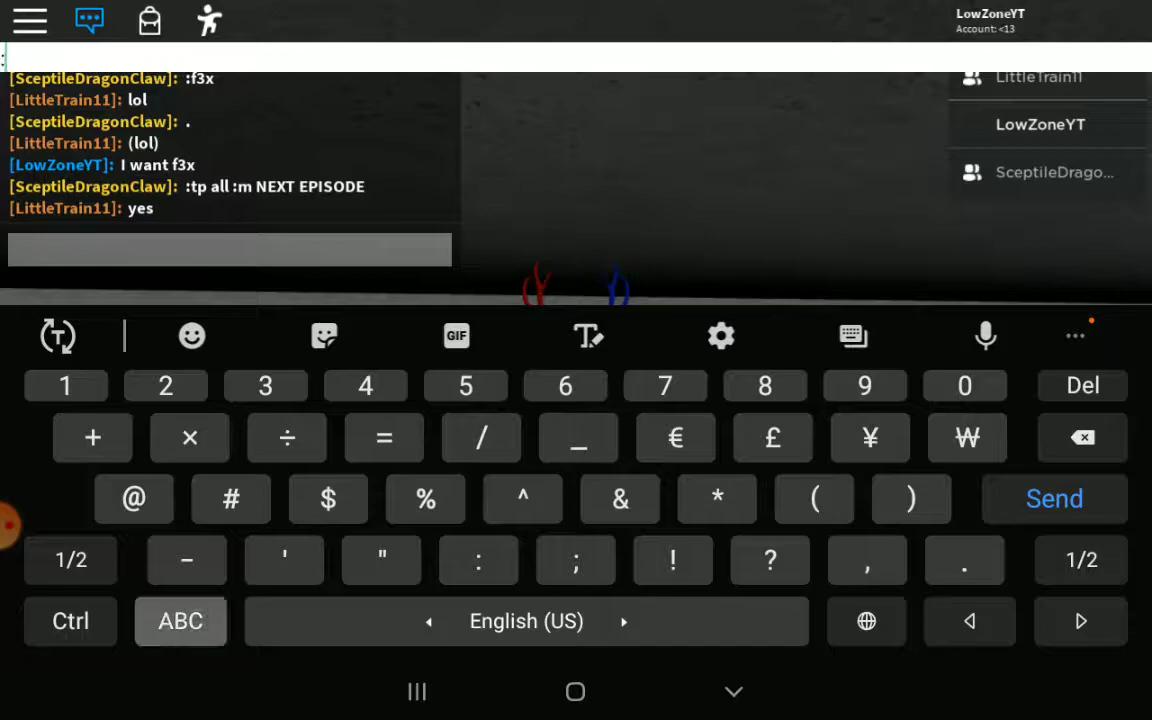 LowZoneYT
Account: <13
:
[SceptileDragonClaw]: :f3x
[LittleTrain11]: lol
[SceptileDragonClaw]: .
[LittleTrain11]: (lol)
[LowZoneYT]: I want f3x
[SceptileDragonClaw]: :tp all :m NEXT EPISODE
[LittleTrain11]: yes
LittleTrain11
LowZoneYT
SceptileDrago...
T GIF T ...
1 2 3 4 5 6 7 8 9 0 Del
+ × ÷ = / _ € £ ¥ ₩
@ # $ % ^ & * ( ) Send
1/2 - ' " : ; ! ? , . 1/2
Ctrl ABC English (US)